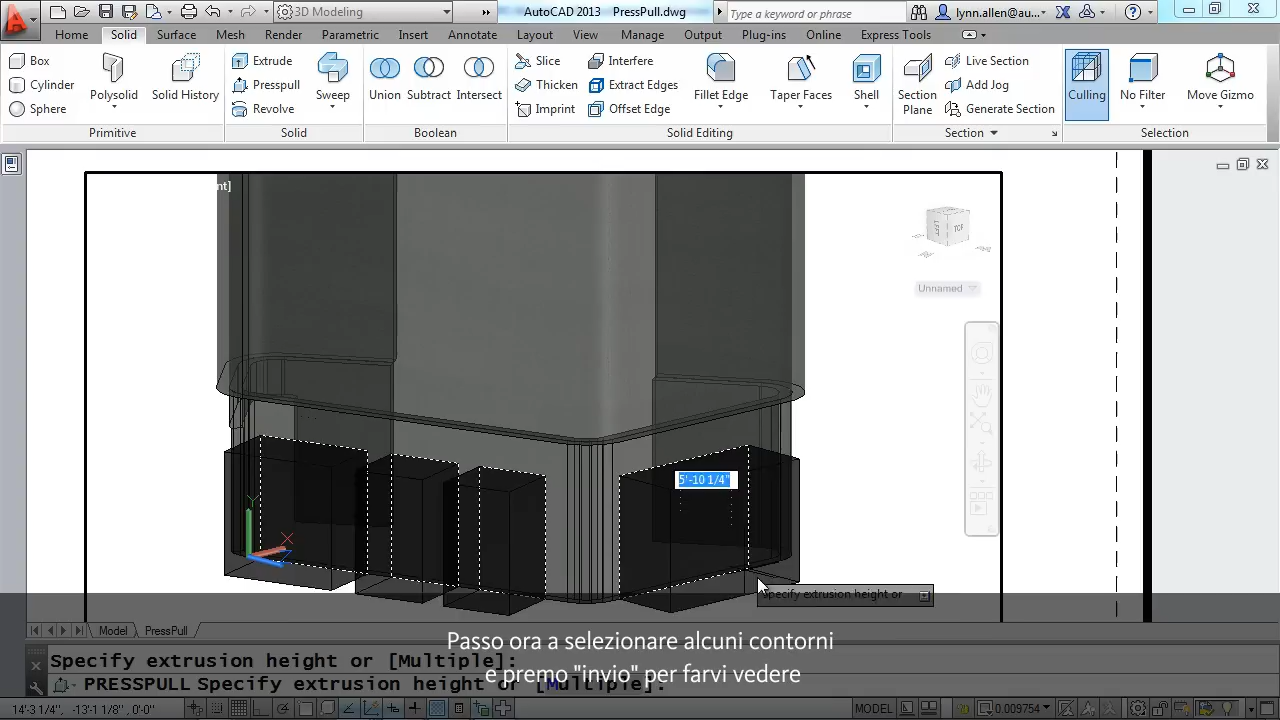 3D Modeling
AutoCAD 2013 PressPull.dwg
Type a keyword or phrase
lynn.allen@au...
Home Solid Surface Mesh Render Parametric Insert Annotate Layout View Manage Output Plug-ins Online Express Tools
Box
Cylinder
Sphere
Polysolid
Solid History
Primitive
Extrude
Presspull
Revolve
Sweep
Solid
Union Subtract Intersect
Boolean
Slice
Thicken
Imprint
Interfere
Extract Edges
Offset Edge
Fillet Edge
Taper Faces
Shell
Solid Editing
Section
Plane
Live Section
Add Jog
Generate Section
Section
Culling
No Filter
Move Gizmo
Selection
nt]
LEFT
TOP
Unnamed
5'-10 1/4"
Specify extrusion height or
Model PressPull
Passo ora a selezionare alcuni contorni
e premo "invio" per farvi vedere
Specify extrusion height or [Multiple]:
PRESSPULL Specify extrusion height or [Multiple]:
14'-3 1/4", -13'-11 1/8", 0'-0"
MODEL
0.009754